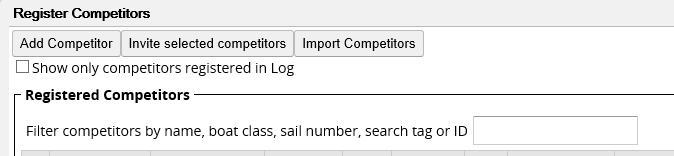 Register Competitors
Add Competitor Invite selected competitors Import Competitors
Show only competitors registered in Log
Registered Competitors
Filter competitors by name, boat class, sail number, search tag or ID